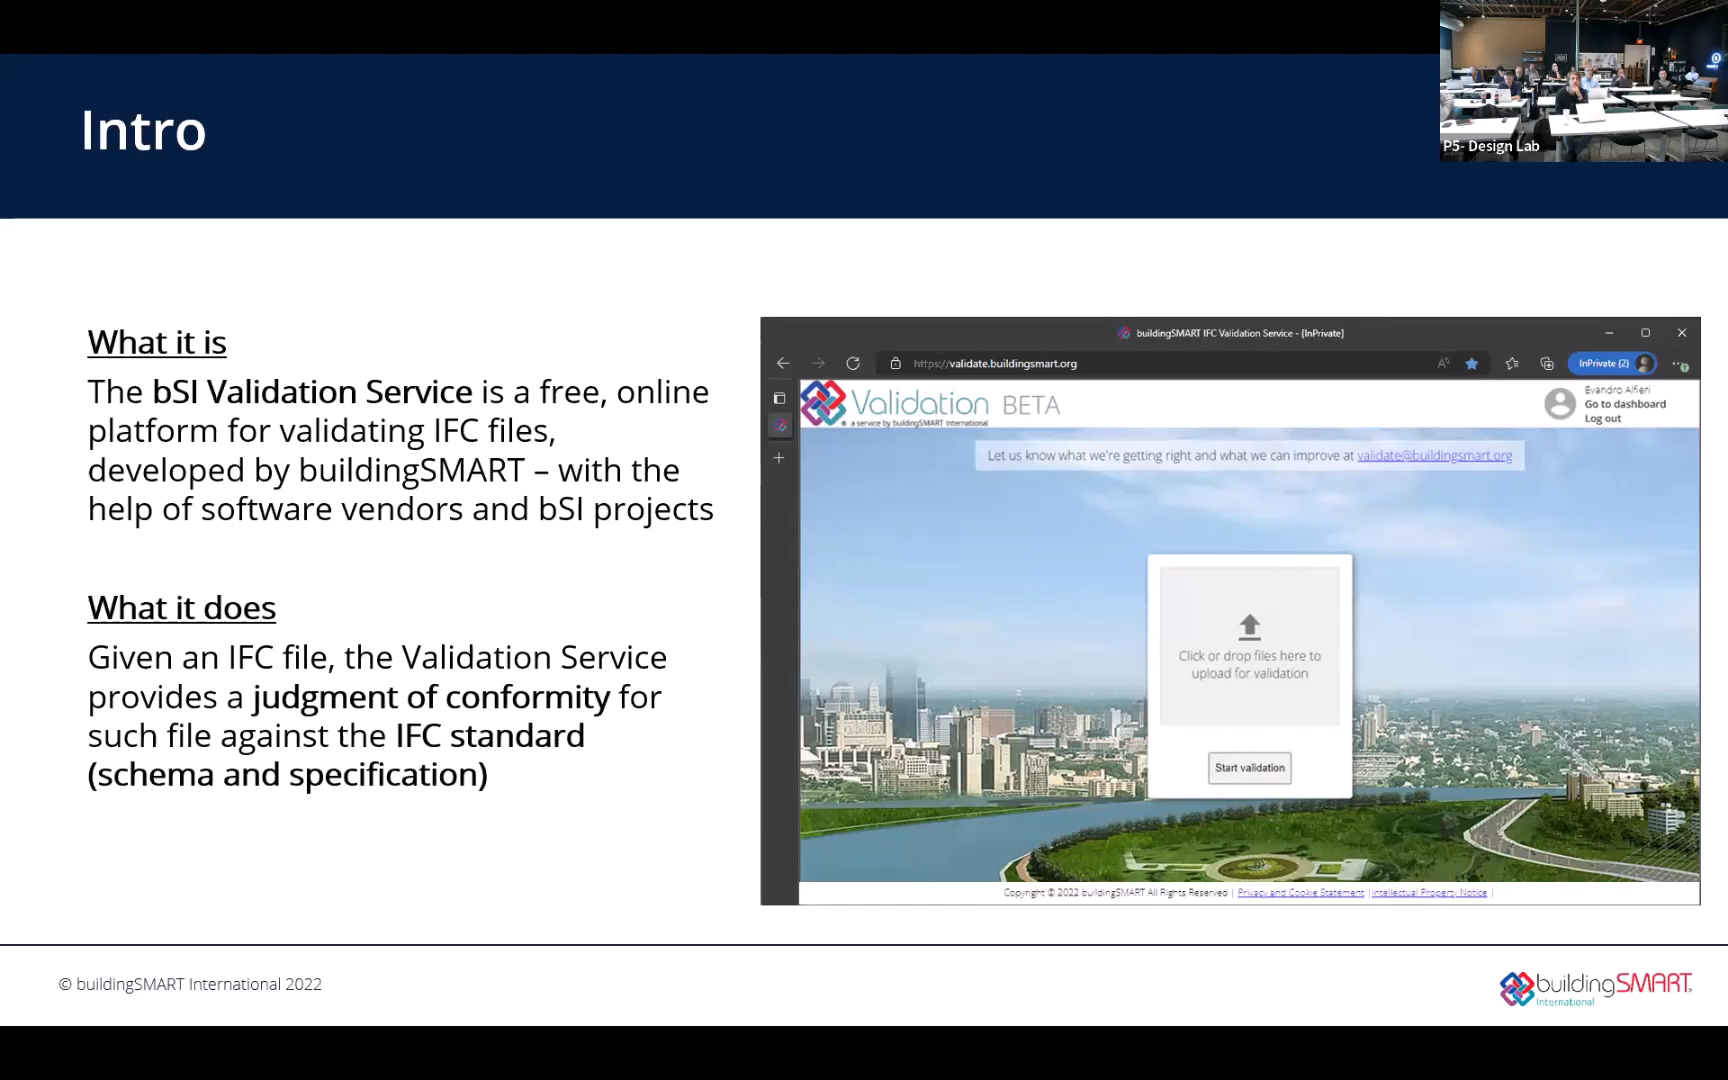 Intro
P5- Design Lab
What it is
The bSI Validation Service is a free, online
platform for validating IFC files,
developed by buildingSMART – with the
help of software vendors and bSI projects
What it does
Given an IFC file, the Validation Service
provides a judgment of conformity for
such file against the IFC standard
(schema and specification)
buildingSMART IFC Validation Service - [InPrivate]
https://validate.buildingsmart.org
InPrivate (2)
Validation BETA
® a service by buildingSMART International
Evandro Alfieri
Go to dashboard
Log out
Let us know what we're getting right and what we can improve at validate@buildingsmart.org
Click or drop files here to
upload for validation
Start validation
Copyright © 2022 buildingSMART All Rights Reserved | Privacy and Cookie Statement | Intellectual Property Notice |
© buildingSMART International 2022
buildingSMART
International